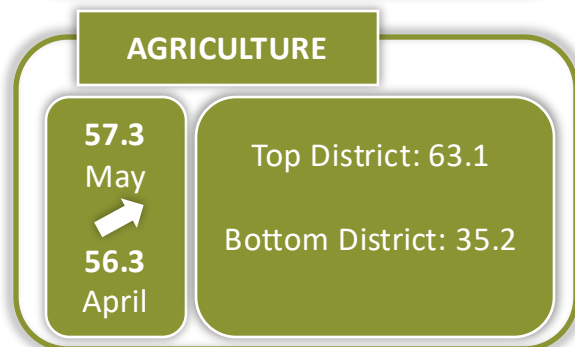 AGRICULTURE
57.3
May
56.3
April
Top District: 63.1
Bottom District: 35.2